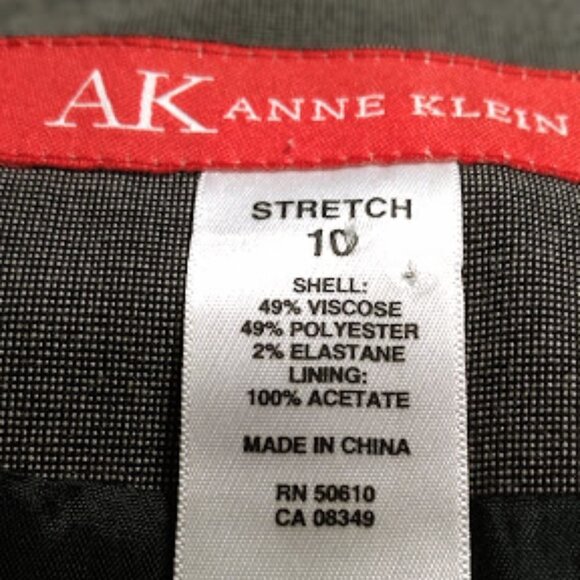 AK ANNE KLEIN
STRETCH
10
SHELL:
49% VISCOSE
49% POLYESTER
2% ELASTANE
LINING:
100% ACETATE
MADE IN CHINA
RN 50610
CA 08349